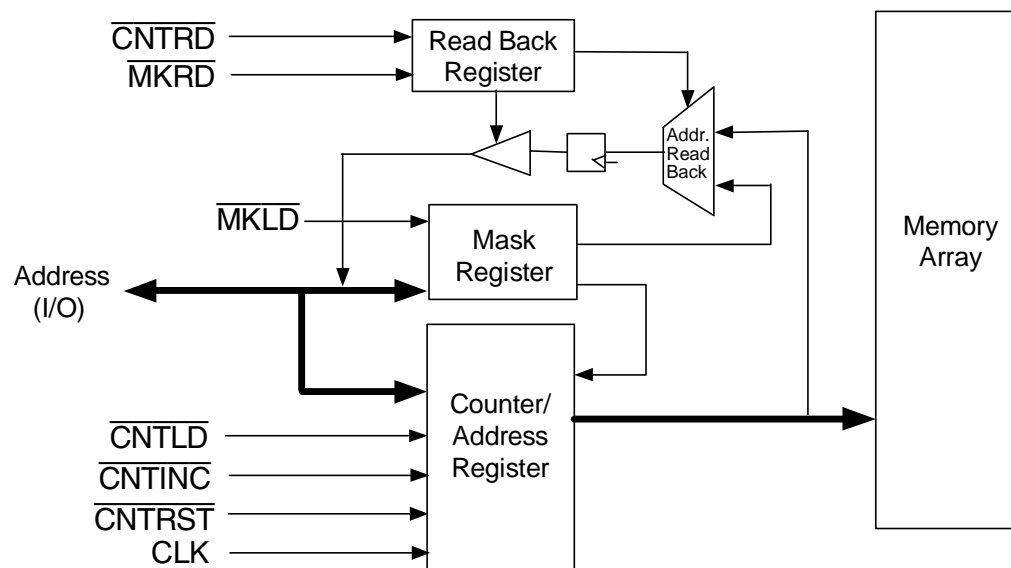 CNTRD
MKRD
Read Back
Register
Addr.
Read
Back
MKLD
Mask
Register
Memory
Array
Address
(I/O)
Counter/
Address
Register
CNTLD
CNTINC
CNTRST
CLK